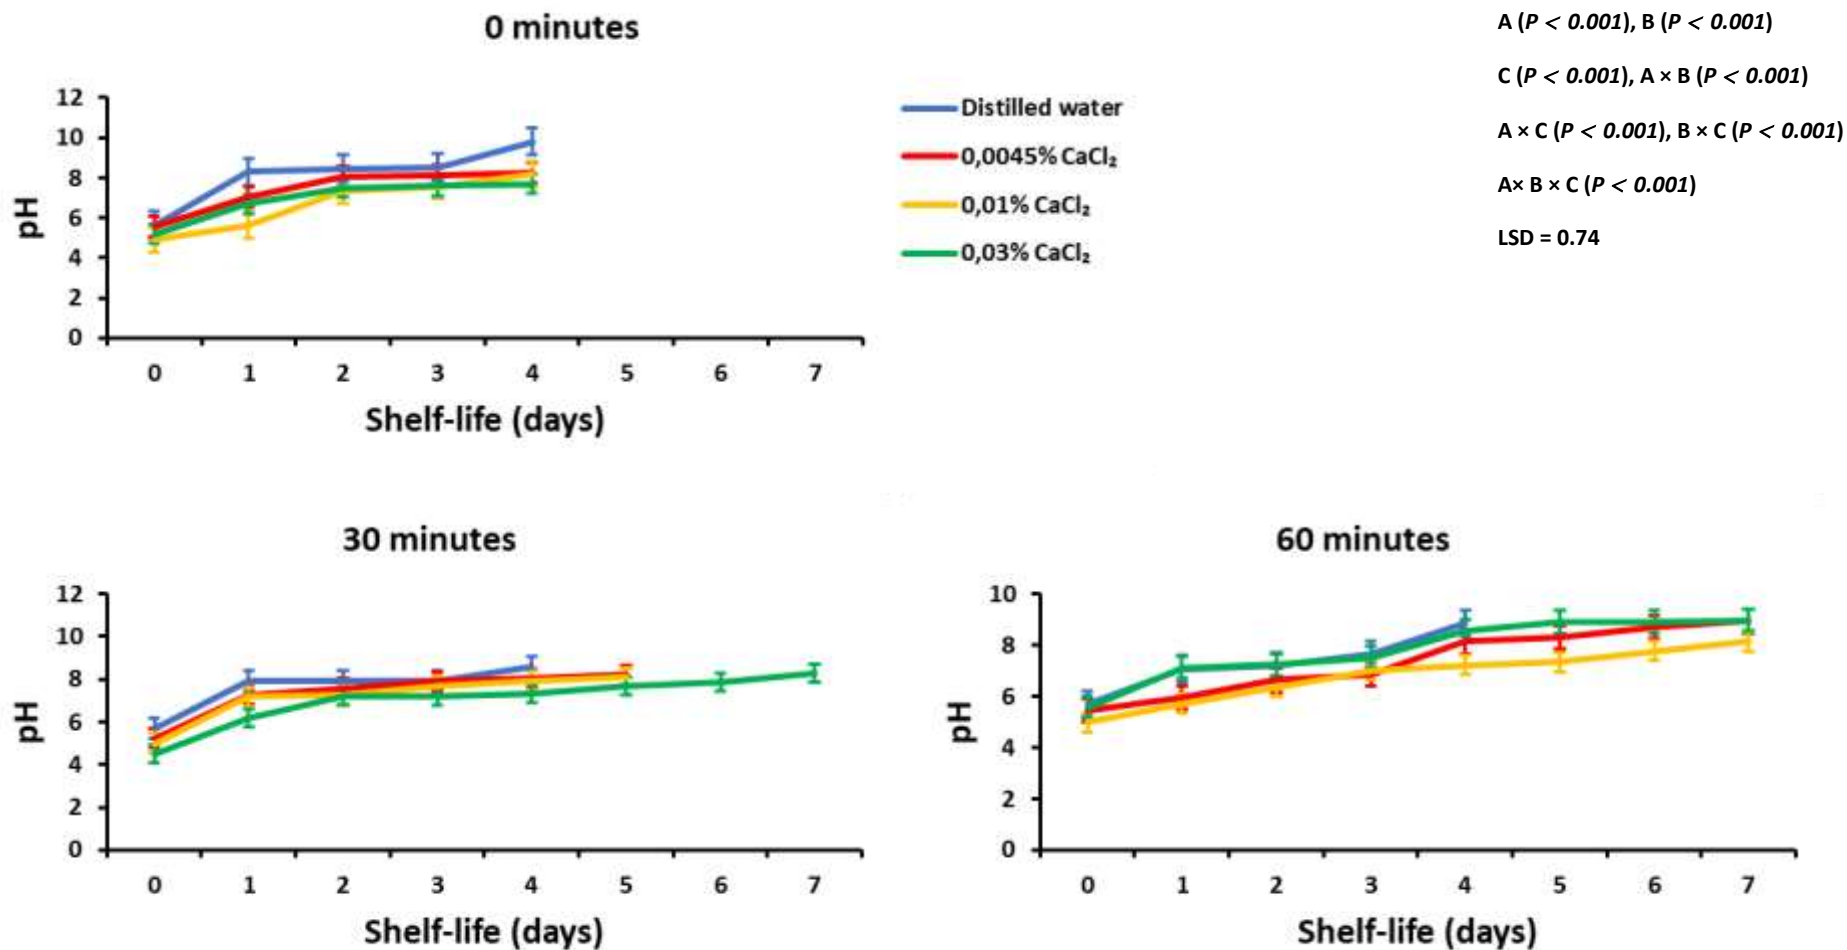 0 minutes
A (P < 0.001), B (P < 0.001)
C (P < 0.001), A × B (P < 0.001)
A × C (P < 0.001), B × C (P < 0.001)
A× B × C (P < 0.001)
LSD = 0.74
12
10
8
6
4
2
0
pH
0 1 2 3 4 5 6 7
Shelf-life (days)
Distilled water
0,0045% CaCl₂
0,01% CaCl₂
0,03% CaCl₂
30 minutes
12
10
8
6
4
2
0
pH
0 1 2 3 4 5 6 7
Shelf-life (days)
60 minutes
10
8
6
4
2
0
pH
0 1 2 3 4 5 6 7
Shelf-life (days)